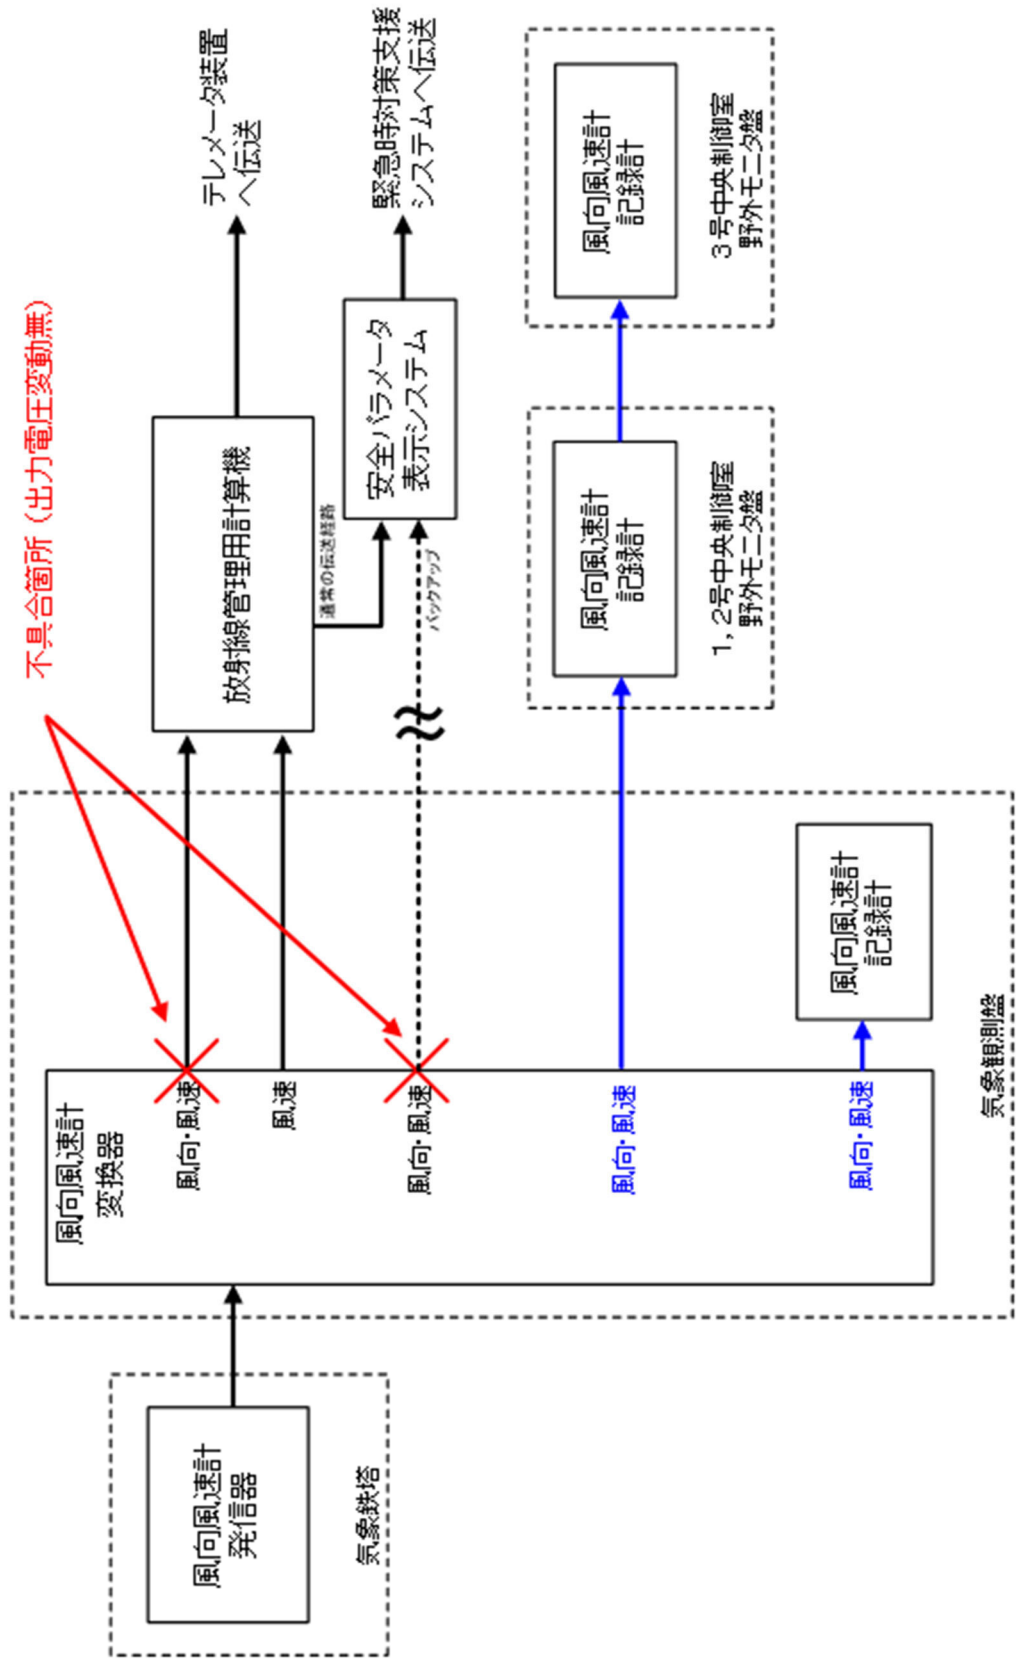 不具合箇所（出力電圧変動無）
テレメータ装置
へ伝送
緊急時対策支援
システムへ伝送
放射線管理用計算機
通常の伝送経路
安全パラメータ
表示システム
バックアップ
風向風速計
発信器
気象鉄塔
風向風速計
変換器
風向・風速
風速
風向・風速
風向・風速
風向・風速
風向風速計
記録計
気象観測盤
風向風速計
記録計
1，2号中央制御室
野外モニタ盤
風向風速計
記録計
3号中央制御室
野外モニタ盤